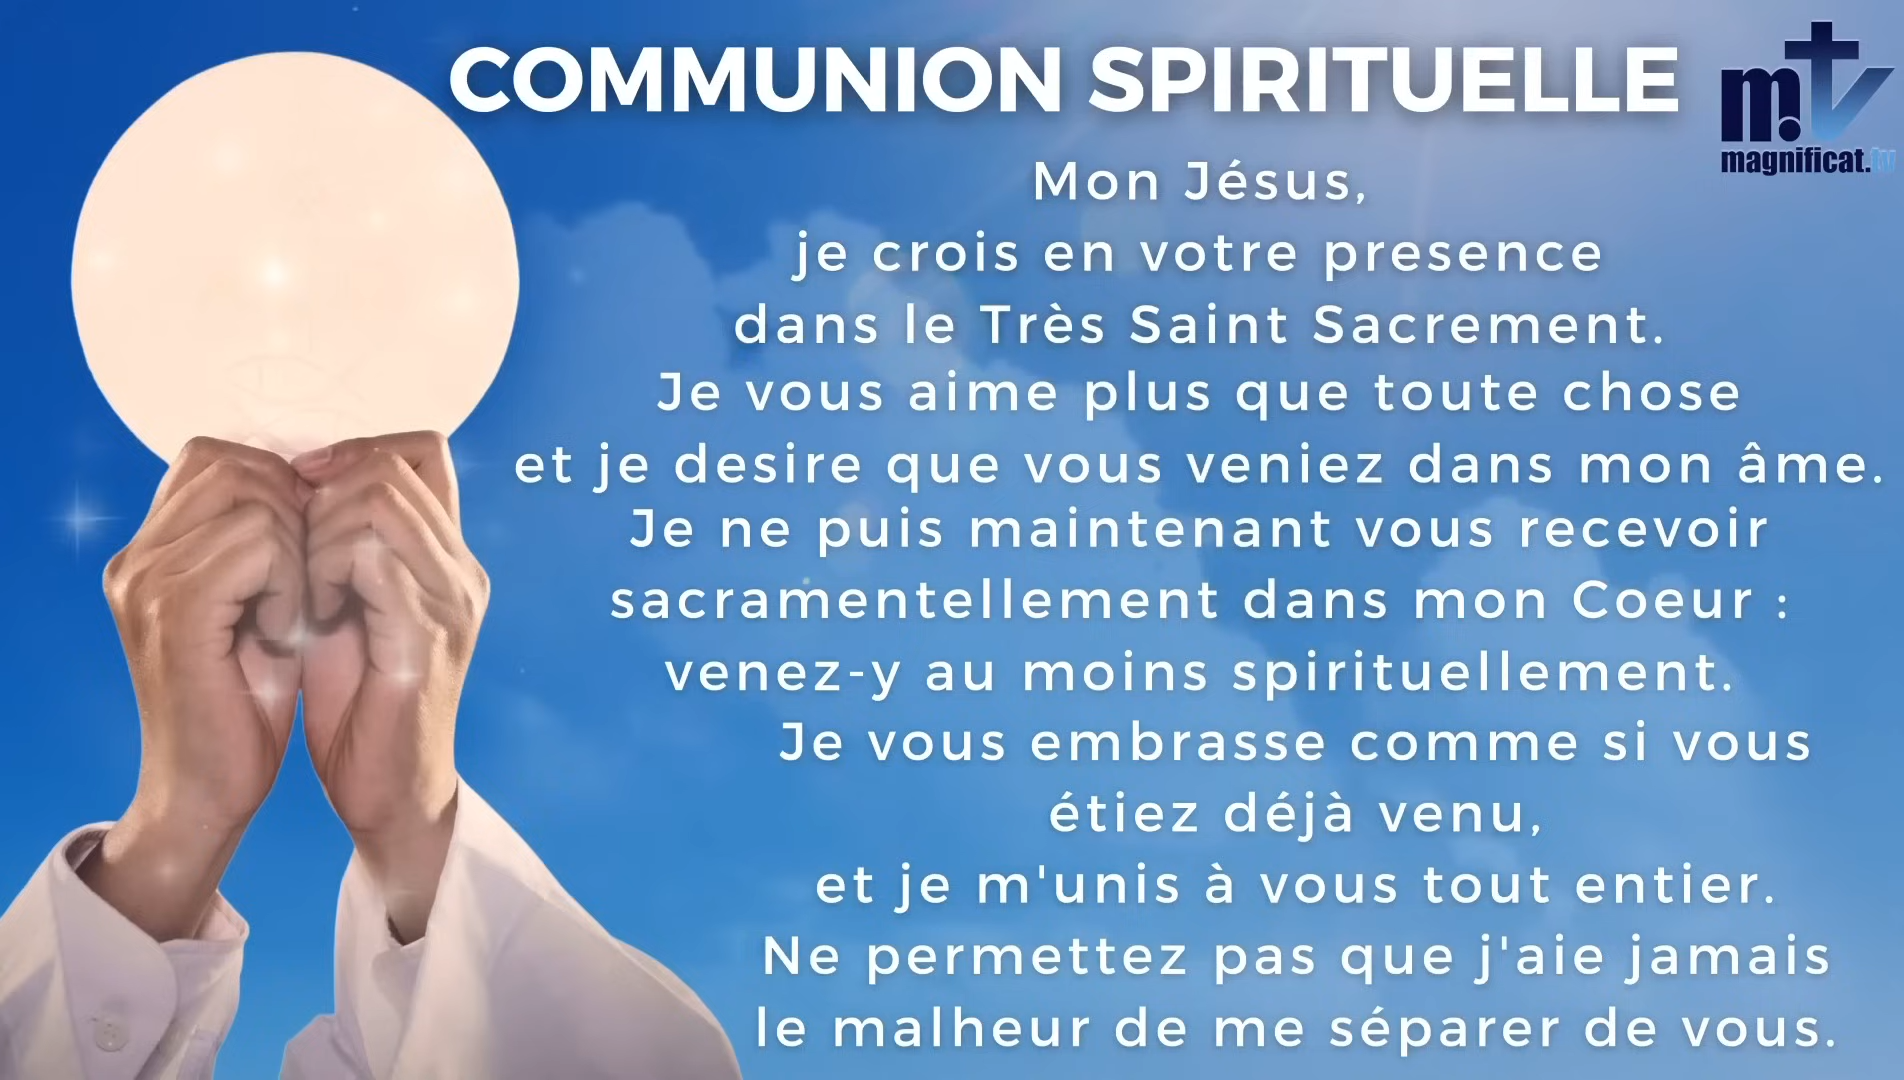 COMMUNION SPIRITUELLE
m.tv
magnificat.tv
Mon Jésus,
je crois en votre presence
dans le Très Saint Sacrement.
Je vous aime plus que toute chose
et je desire que vous veniez dans mon âme.
Je ne puis maintenant vous recevoir
sacramentellement dans mon Coeur :
venez-y au moins spirituellement.
Je vous embrasse comme si vous
étiez déjà venu,
et je m'unis à vous tout entier.
Ne permettez pas que j'aie jamais
le malheur de me séparer de vous.